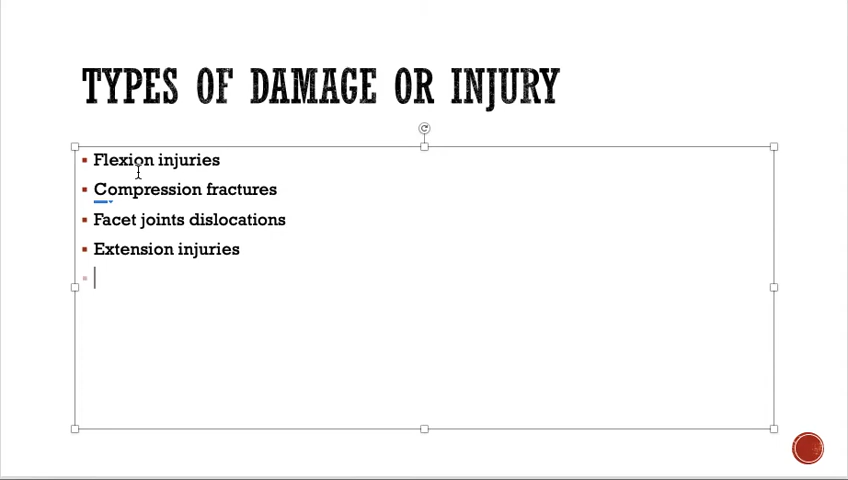 TYPES OF DAMAGE OR INJURY
Flexion injuries
Compression fractures
Facet joints dislocations
Extension injuries